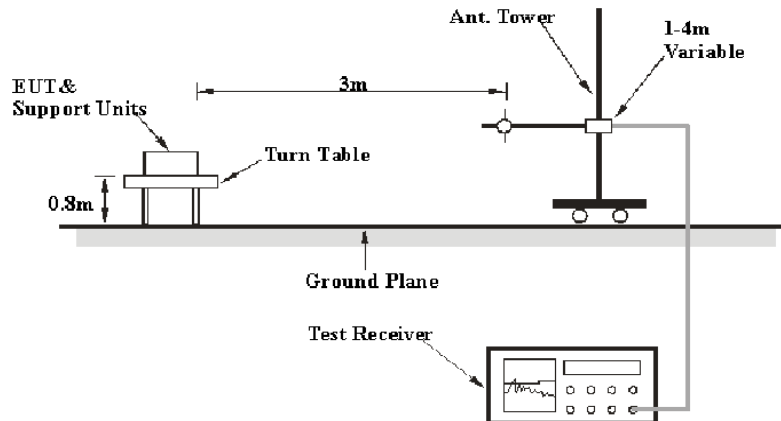 Ant. Tower
1-4m
Variable
EUT&
Support Units
3m
Turn Table
0.8m
Ground Plane
Test Receiver